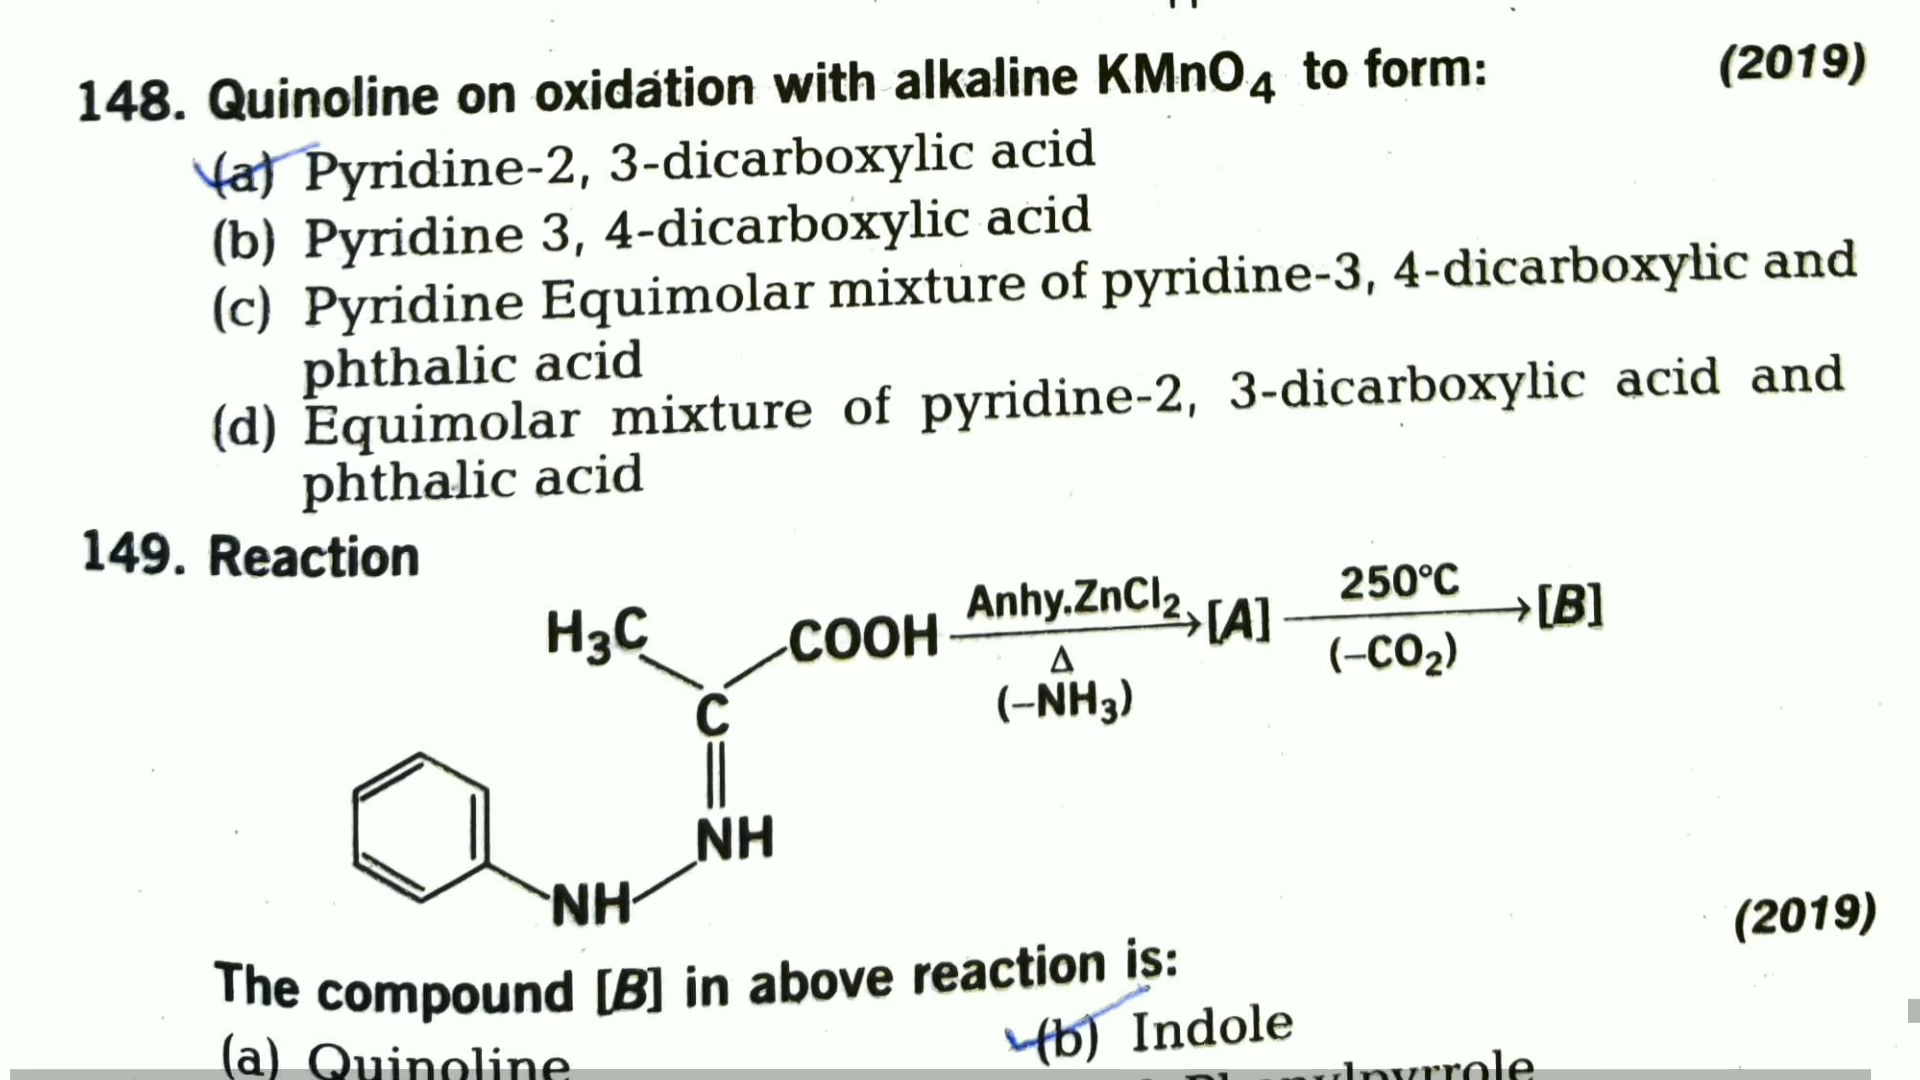 148. Quinoline on oxidation with alkaline KMnO₄ to form: (2019)
(a) Pyridine-2, 3-dicarboxylic acid
(b) Pyridine 3, 4-dicarboxylic acid
(c) Pyridine Equimolar mixture of pyridine-3, 4-dicarboxylic and
phthalic acid
(d) Equimolar mixture of pyridine-2, 3-dicarboxylic acid and
phthalic acid
149. Reaction
H₃C COOH Anhy.ZnCl₂ [A] 250°C [B]
Δ (–CO₂)
(–NH₃)
C
NH
NH
(2019)
The compound [B] in above reaction is:
(a) Quinoline (b) Indole